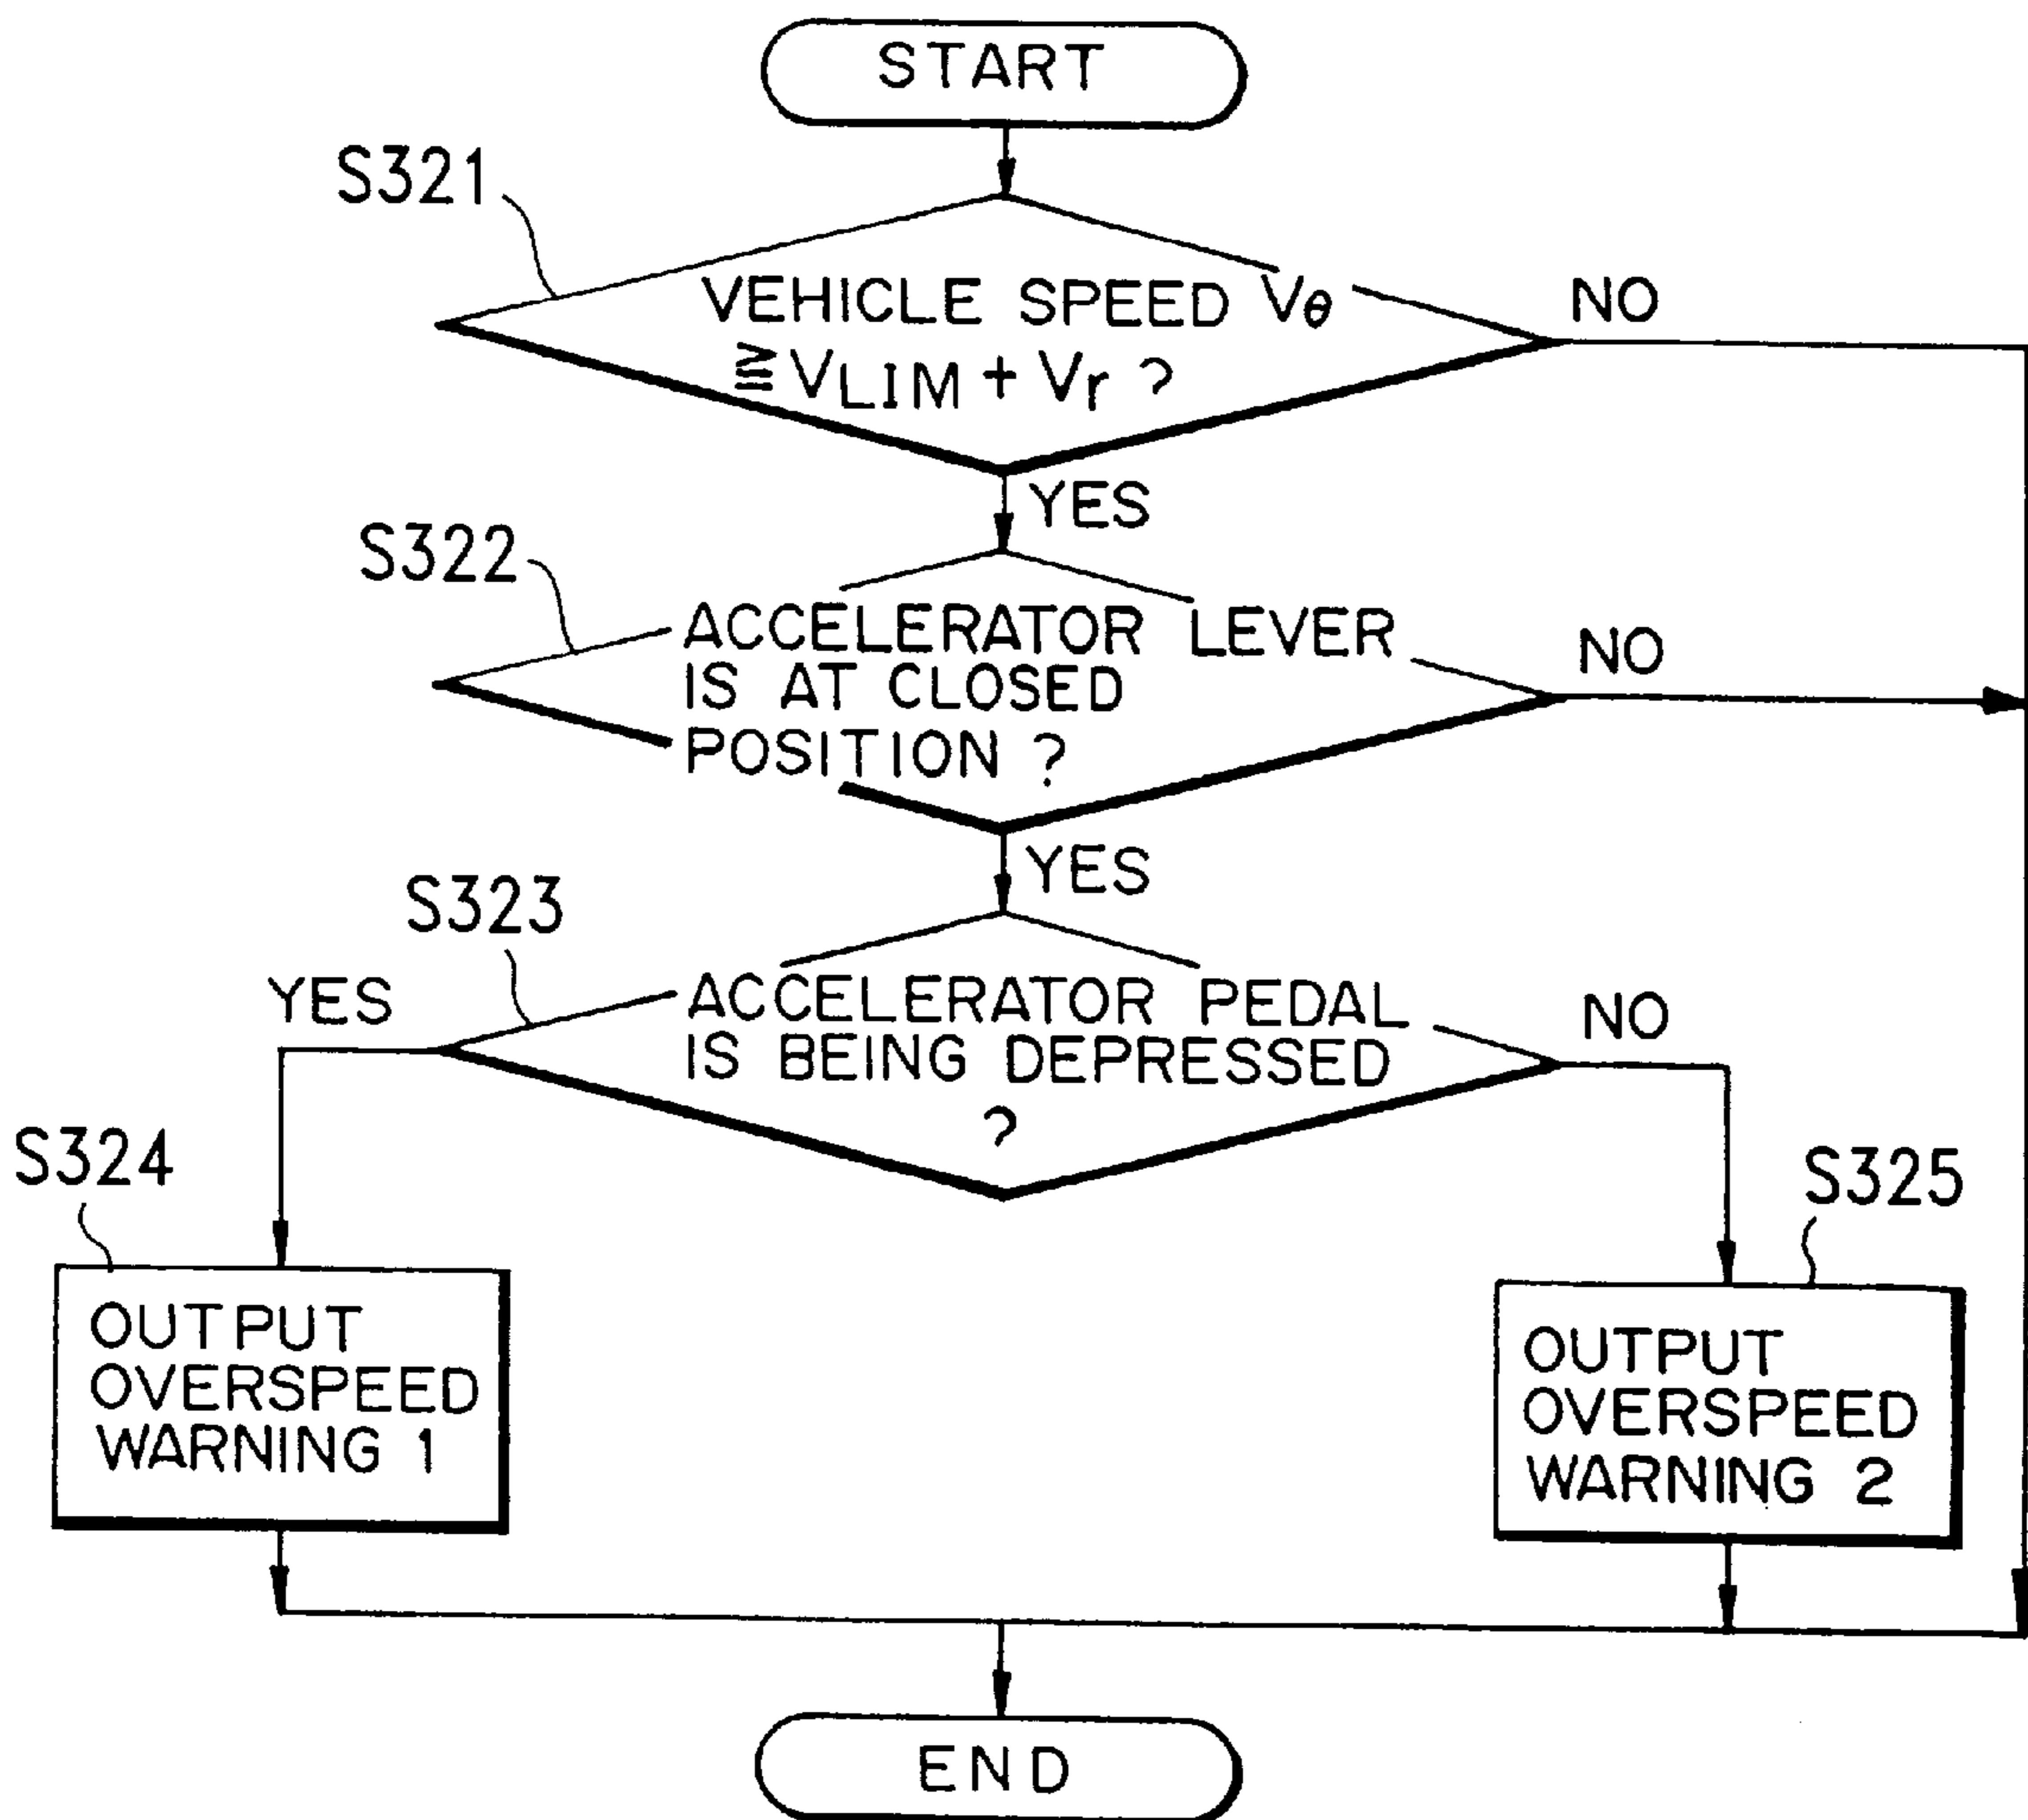 START
S321
VEHICLE SPEED Vθ
≧ VLIM + Vr ?
NO
YES
S322
ACCELERATOR LEVER
IS AT CLOSED
POSITION ?
NO
YES
S323
YES
ACCELERATOR PEDAL
IS BEING DEPRESSED
?
NO
S324
OUTPUT
OVERSPEED
WARNING 1
S325
OUTPUT
OVERSPEED
WARNING 2
END